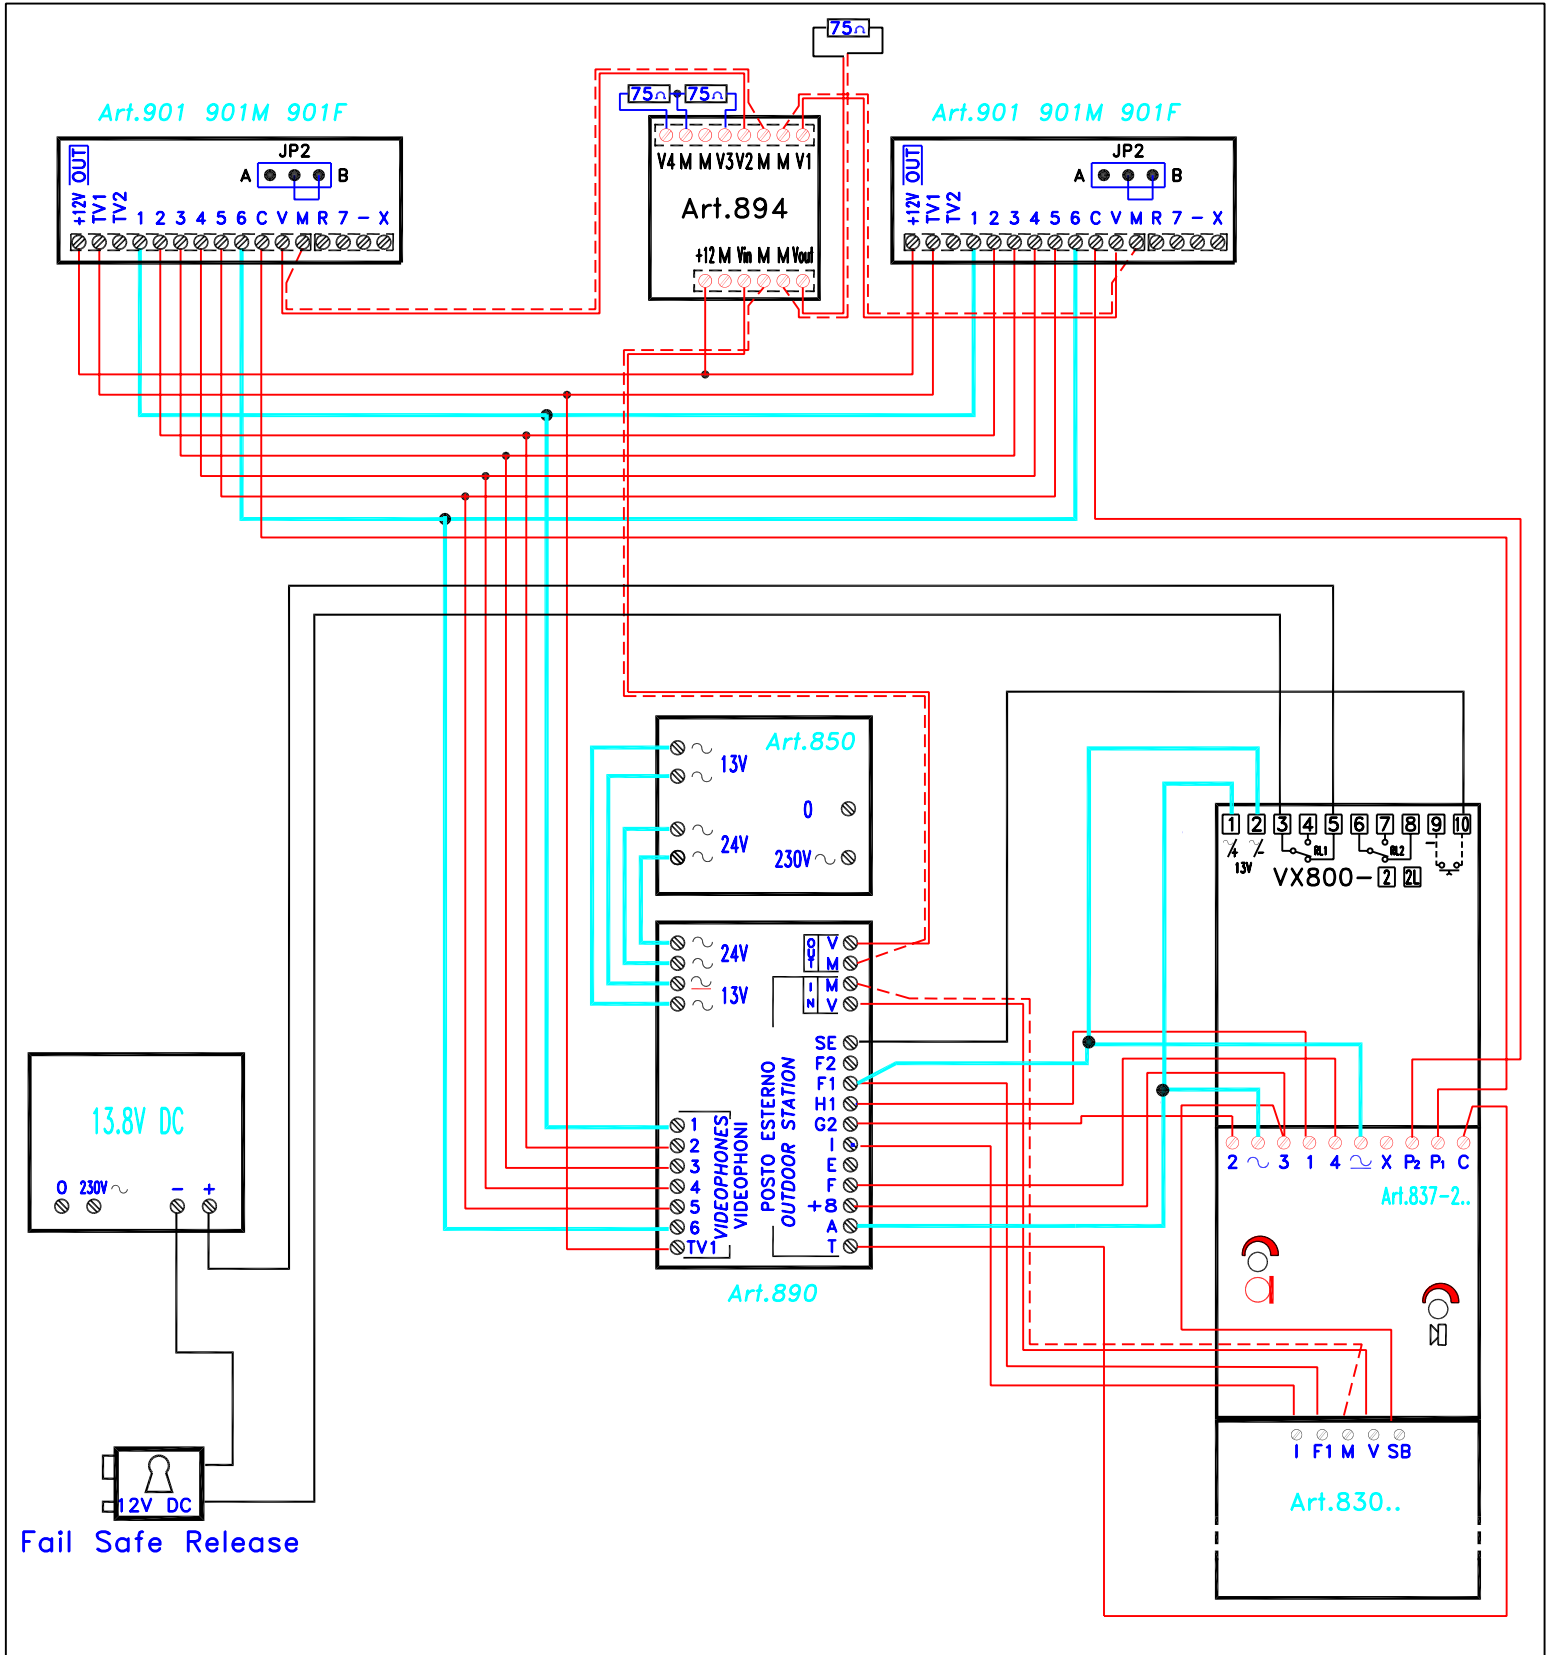 75Ω
75Ω 75Ω
Art.901 901M 901F
OUT
JP2
A B
+12V TV1 TV2 1 2 3 4 5 6 C V M R 7 - X
V4 M M V3 V2 M M V1
Art.894
+12 M Vin M M Vout
Art.901 901M 901F
OUT
JP2
A B
+12V TV1 TV2 1 2 3 4 5 6 C V M R 7 - X
Art.850
13V
0
24V
230V~
1 2 3 4 5 6 7 8 9 10
~/+ ~/-
13V
RL1 RL2
VX800- 2 2L
24V
13V
OUT V
M
IN M
V
SE
F2
F1
H1
G2
I
E
F
+8
A
T
POSTO ESTERNO
OUTDOOR STATION
1
2
3
4
5
6
TV1
VIDEOPHONES
VIDEOPHONI
Art.890
13.8V DC
0 230V~ - +
2 ~ 3 1 4 ~ X P2 P1 C
Art.837-2..
I F1 M V SB
Art.830..
12V DC
Fail Safe Release